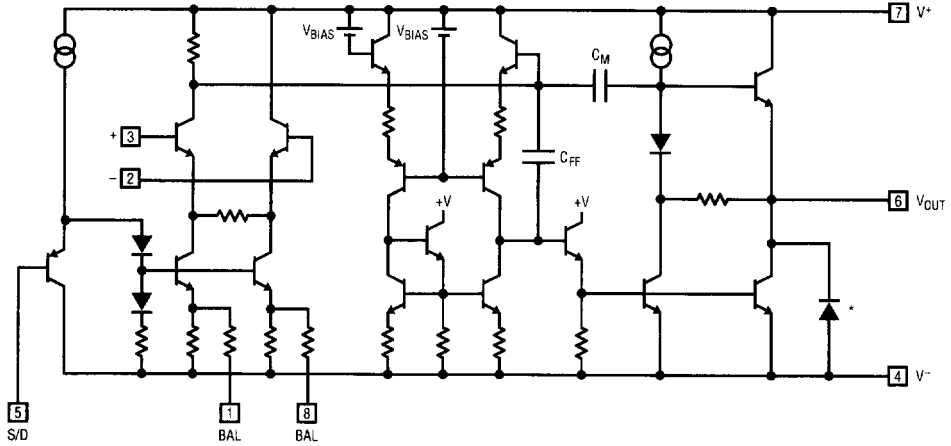 7 V+
VBIAS
VBIAS
CM
+ 3
− 2
CFF
+V
+V
6 VOUT
*
4 V−
5
S/D
1
BAL
8
BAL